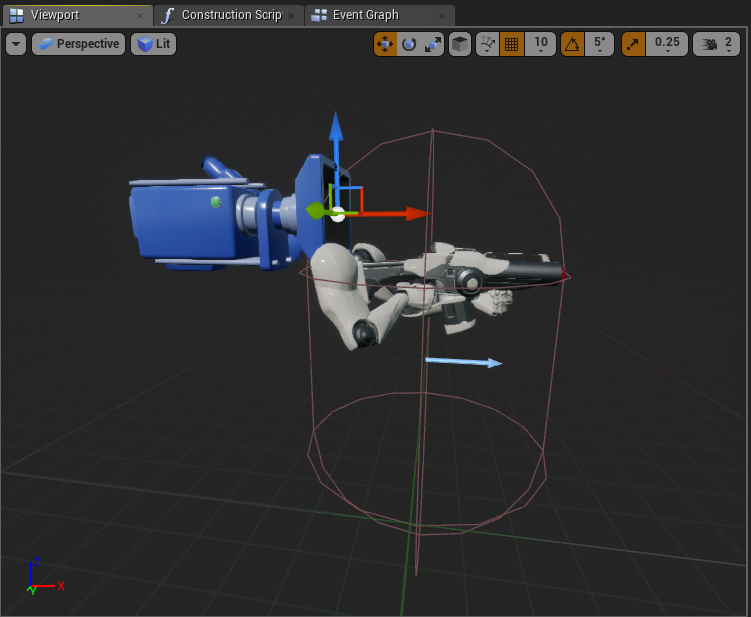 Viewport
Construction Scrip
Event Graph
Perspective
Lit
10
5°
0.25
2
Z
X
Y